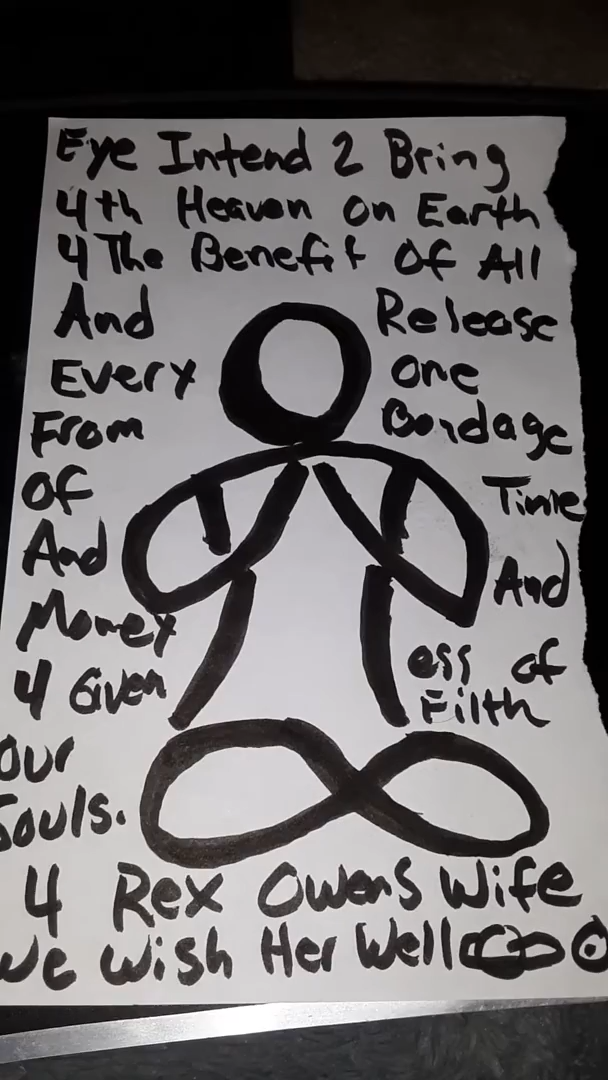 Eye Intend 2 Bring
4th Heaven On Earth
4 The Benefit Of All
And Release
Every one
From Bondage
Of Time
And And
Money ess of
4 Given Filth
Our
Souls.
4 Rex Owens Wife
We Wish Her Well